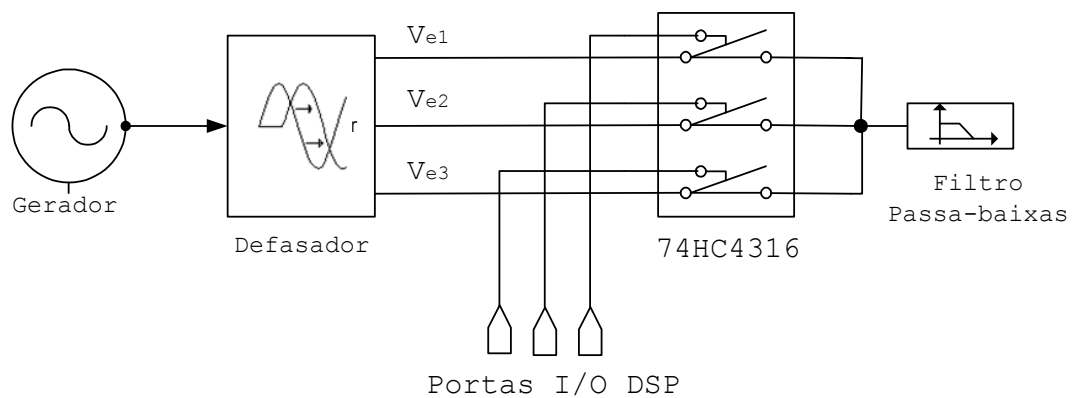 Ve1
Ve2
r
Ve3
Gerador
Defasador
74HC4316
Filtro
Passa-baixas
Portas I/O DSP